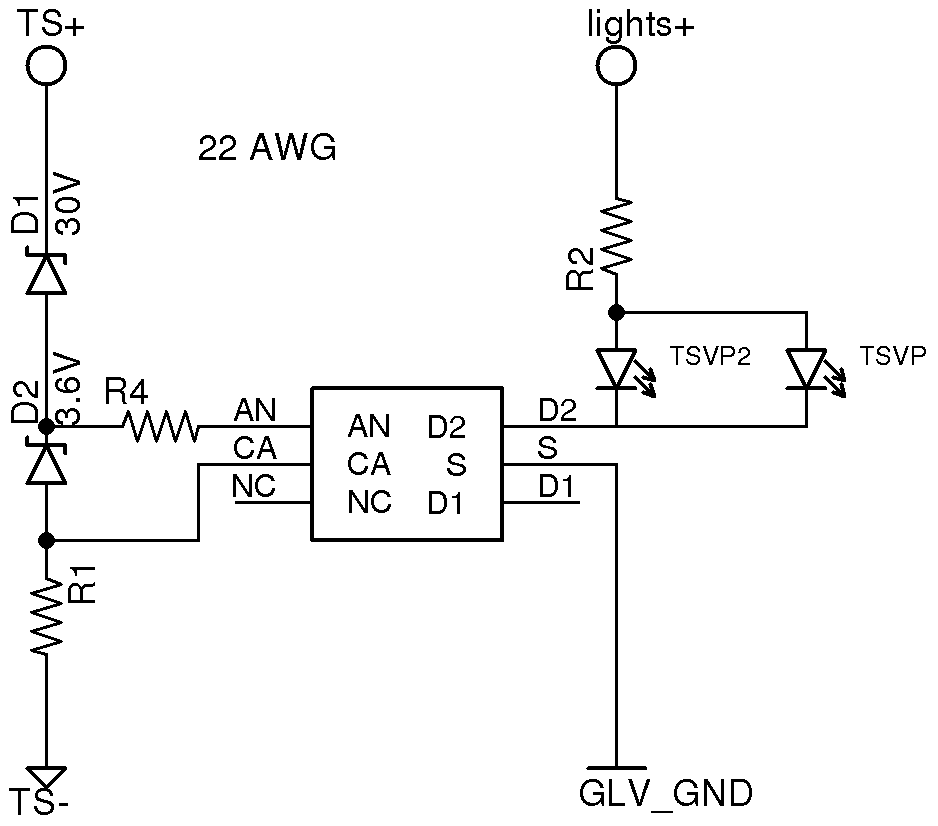 TS+
lights+
22 AWG
D1
30V
R2
D2
3.6V
R4
TSVP2
TSVP
AN
CA
NC
AN
CA
NC
D2
S
D1
D2
S
D1
R1
TS-
GLV_GND